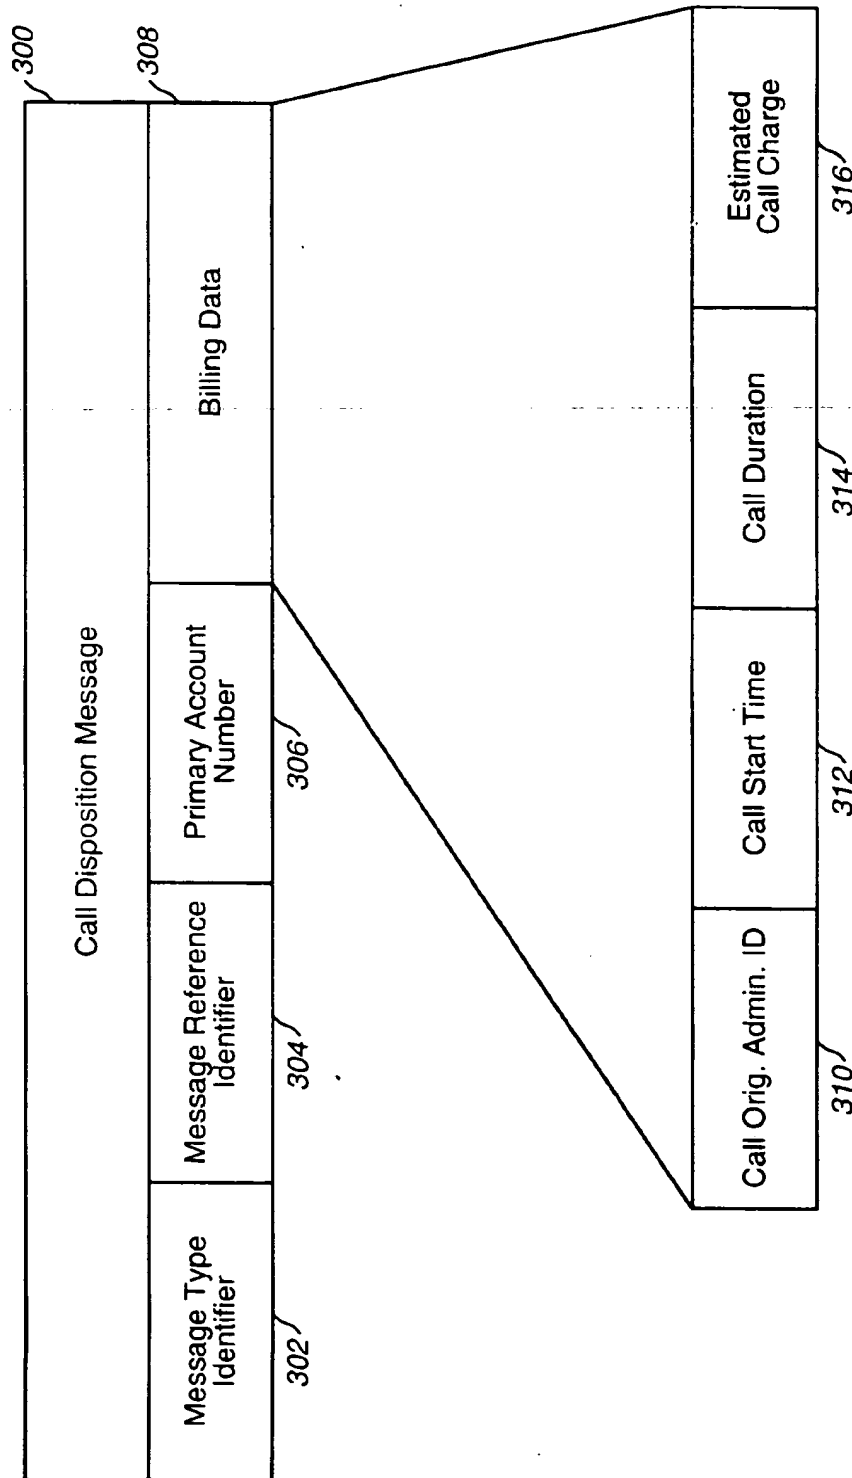 300
Call Disposition Message
308
Message Type
Identifier
Message Reference
Identifier
Primary Account
Number
Billing Data
302
304
306
Call Orig. Admin. ID
Call Start Time
Call Duration
Estimated
Call Charge
310
312
314
316